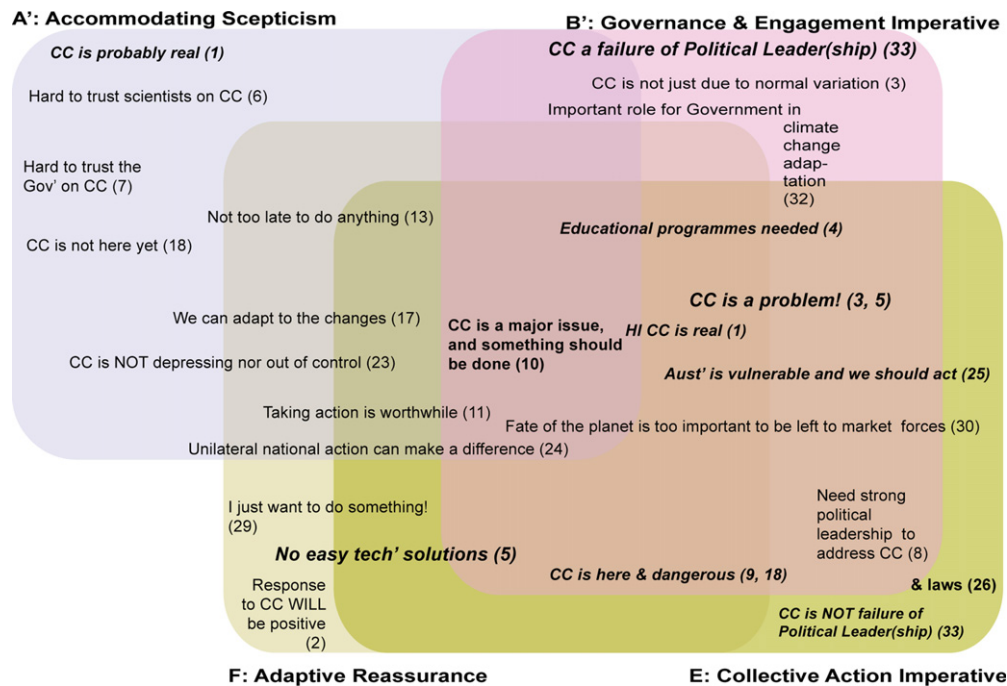 A’: Accommodating Scepticism
B’: Governance & Engagement Imperative
CC is probably real (1)
CC a failure of Political Leader(ship) (33)
Hard to trust scientists on CC (6)
CC is not just due to normal variation (3)
Important role for Government in
climate
change
adap-
tation
(32)
Hard to trust the
Gov’ on CC (7)
Not too late to do anything (13)
Educational programmes needed (4)
CC is not here yet (18)
CC is a problem! (3, 5)
We can adapt to the changes (17)
CC is a major issue,
and something should
be done (10)
HI CC is real (1)
CC is NOT depressing nor out of control (23)
Aust’ is vulnerable and we should act (25)
Taking action is worthwhile (11)
Fate of the planet is too important to be left to market forces (30)
Unilateral national action can make a difference (24)
I just want to do something!
(29)
Need strong
political
leadership to
address CC (8)
No easy tech’ solutions (5)
CC is here & dangerous (9, 18)
& laws (26)
Response
to CC WILL
be positive
(2)
CC is NOT failure of
Political Leader(ship) (33)
F: Adaptive Reassurance
E: Collective Action Imperative